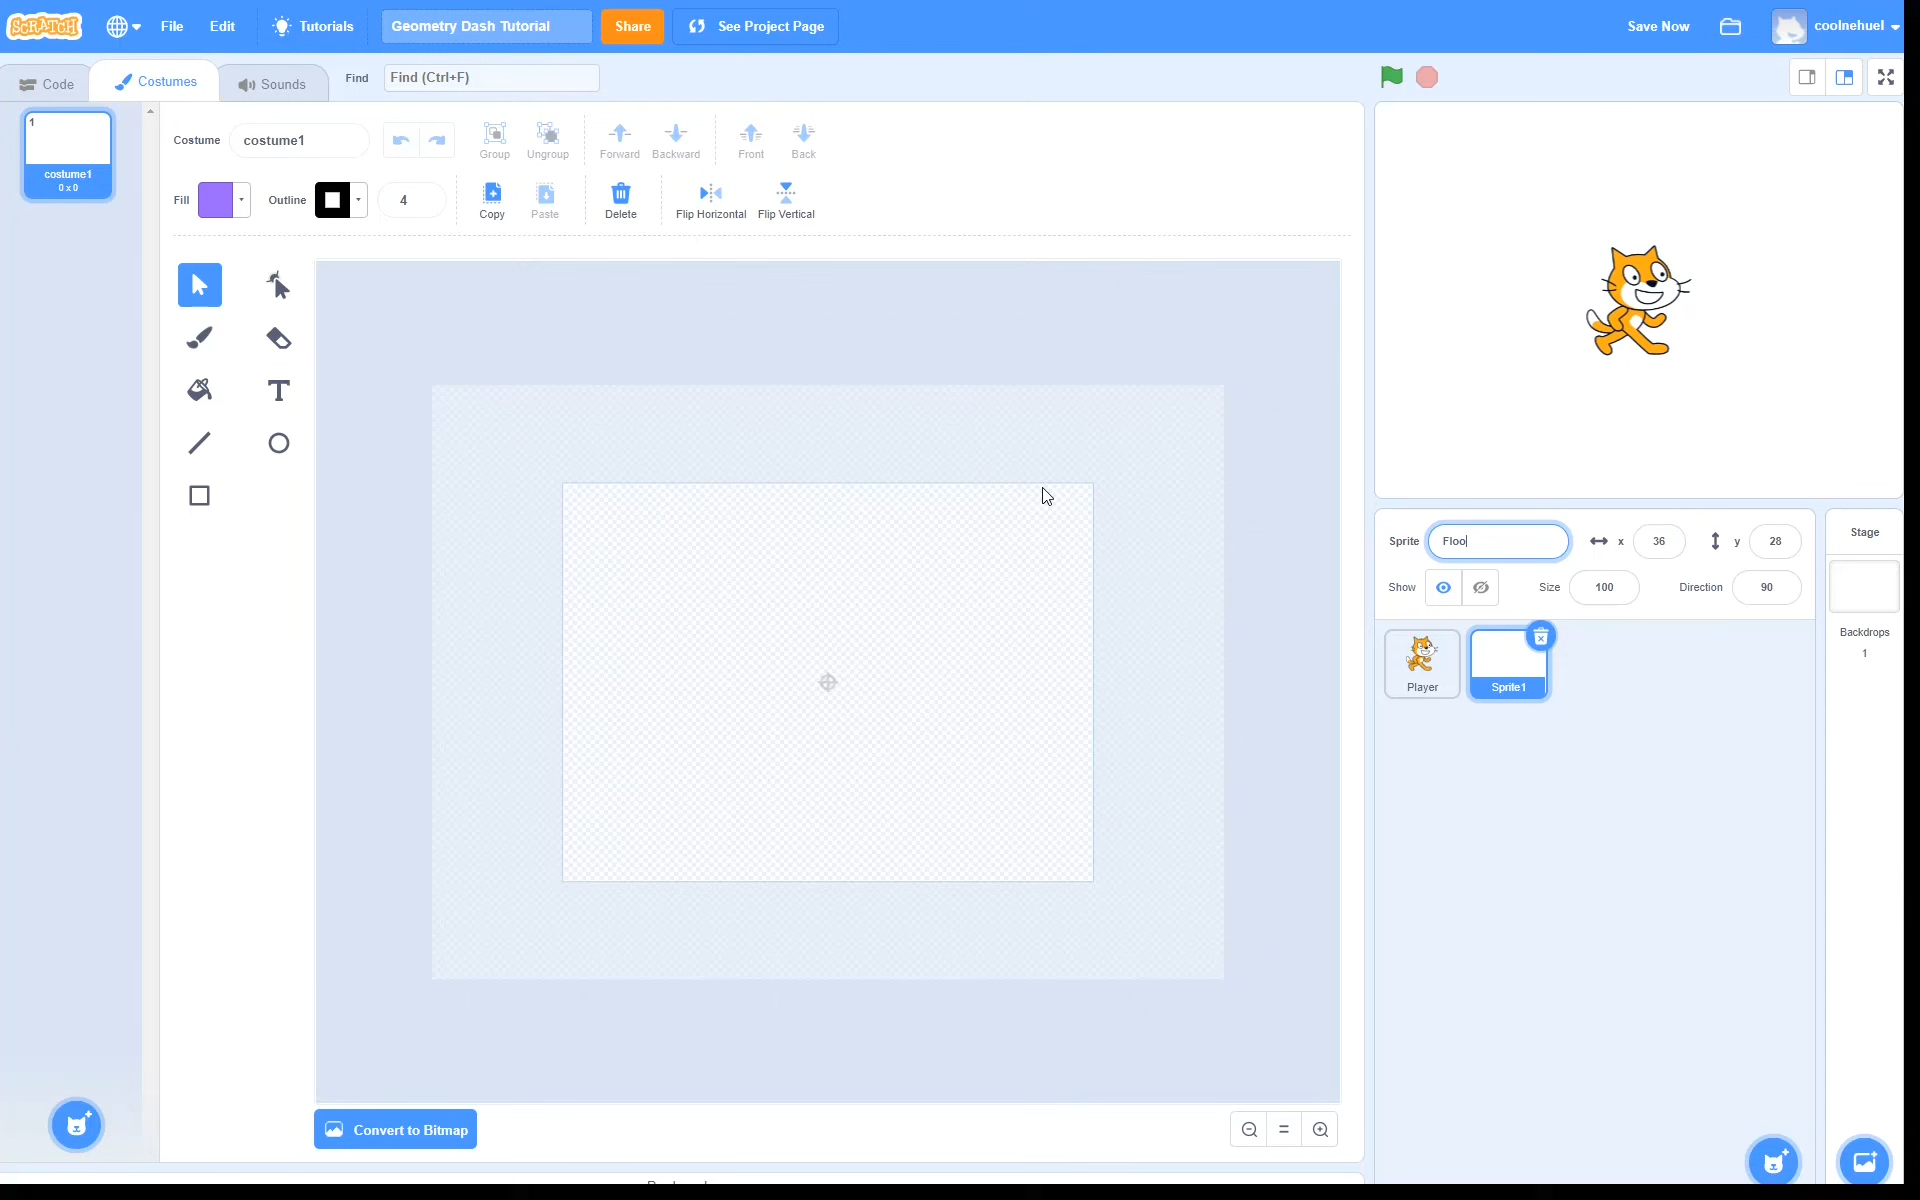 SCRATCH File Edit Tutorials Geometry Dash Tutorial Share See Project Page Save Now coolnehuel
Code Costumes Sounds Find Find (Ctrl+F)
1
costume1
0 x 0
Costume costume1 Group Ungroup Forward Backward Front Back
Fill Outline 4 Copy Paste Delete Flip Horizontal Flip Vertical
Convert to Bitmap
Sprite Floo x 36 y 28
Show Size 100 Direction 90
Player Sprite1
Stage
Backdrops
1